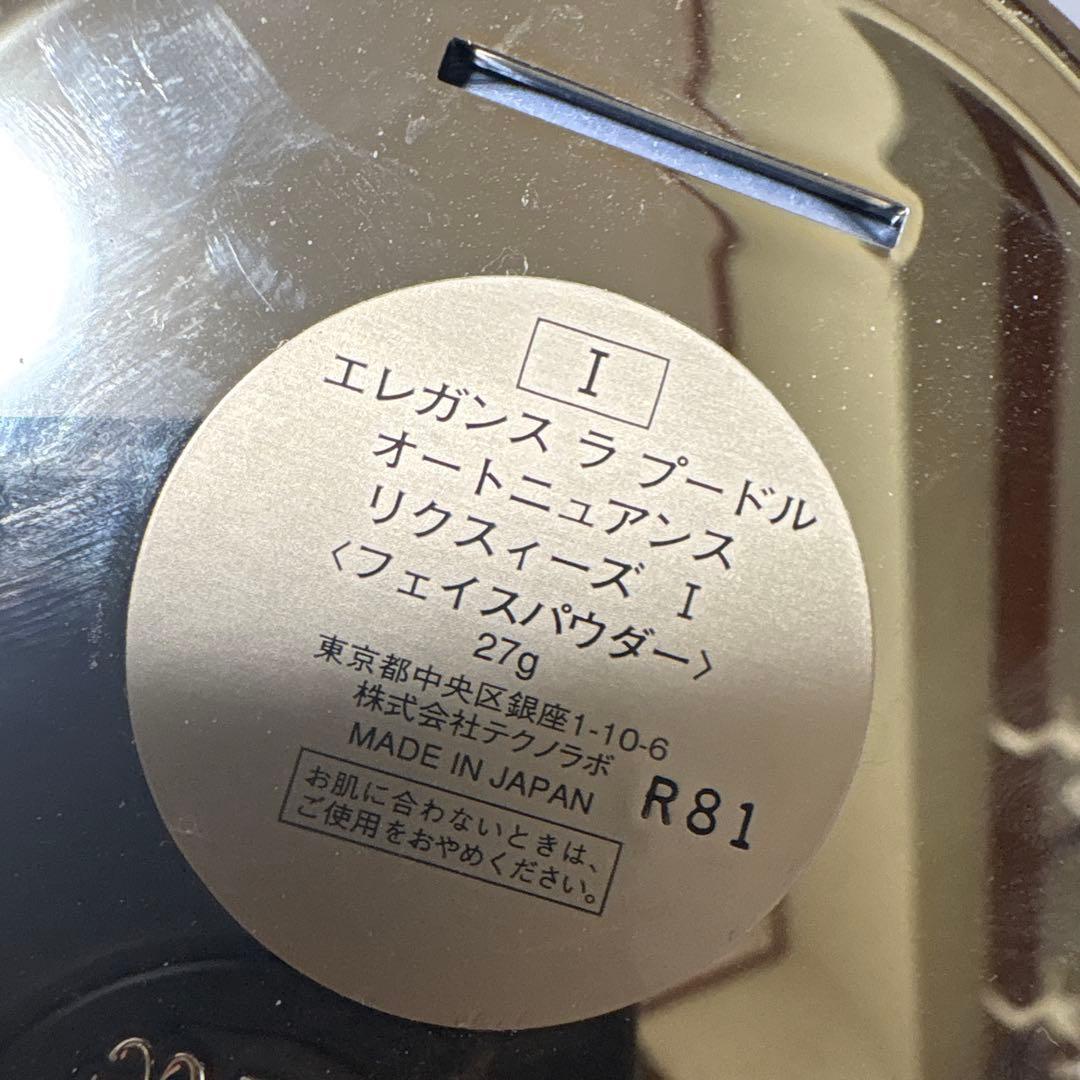 I
エレガンス ラ プードル
オートニュアンス
リクスィーズ I
〈フェイスパウダー〉
27g
東京都中央区銀座1-10-6
株式会社テクノラボ
MADE IN JAPAN
R81
お肌に合わないときは、
ご使用をおやめください。